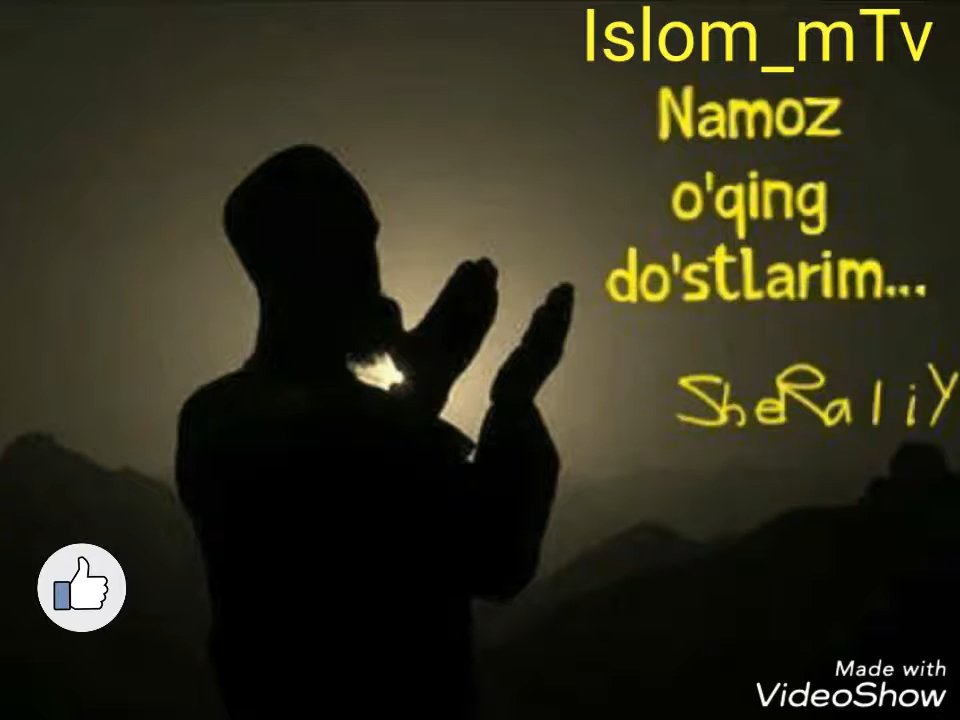 Islom_mTv
Namoz
o'qing
do'stlarim...
SheRaliy
Made with
VideoShow